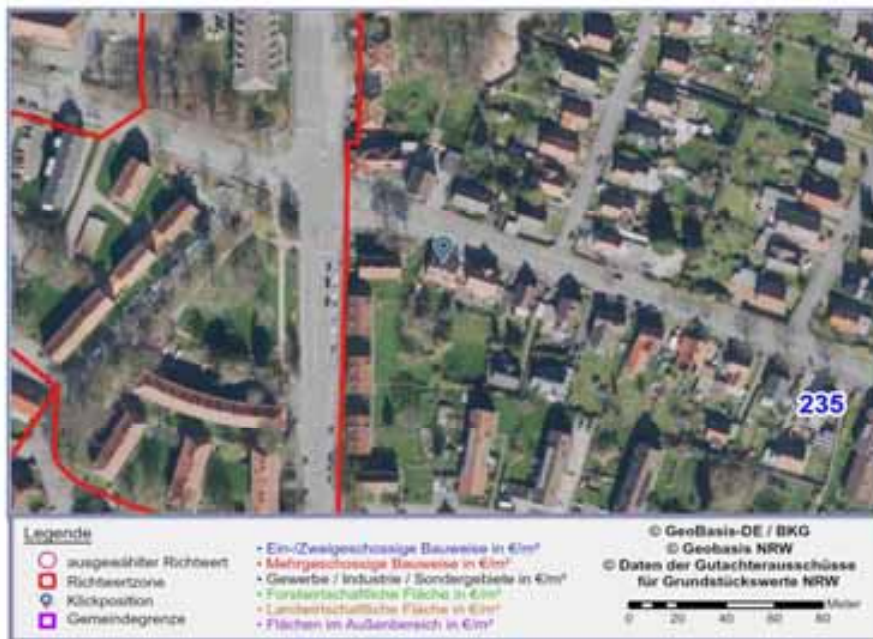 235
Legende
ausgewählter Richtwert
Richtwertzone
Klickposition
Gemeindegrenze
• Ein-/Zweigeschossige Bauweise in €/m²
• Mehrgeschossige Bauweise in €/m²
• Gewerbe / Industrie / Sondergebiete in €/m²
• Forstwirtschaftliche Fläche in €/m²
• Landwirtschaftliche Fläche in €/m²
• Flächen im Außenbereich in €/m²
© GeoBasis-DE / BKG
© Geobasis NRW
© Daten der Gutachterausschüsse
für Grundstückswerte NRW
0 20 40 60 80 Meter